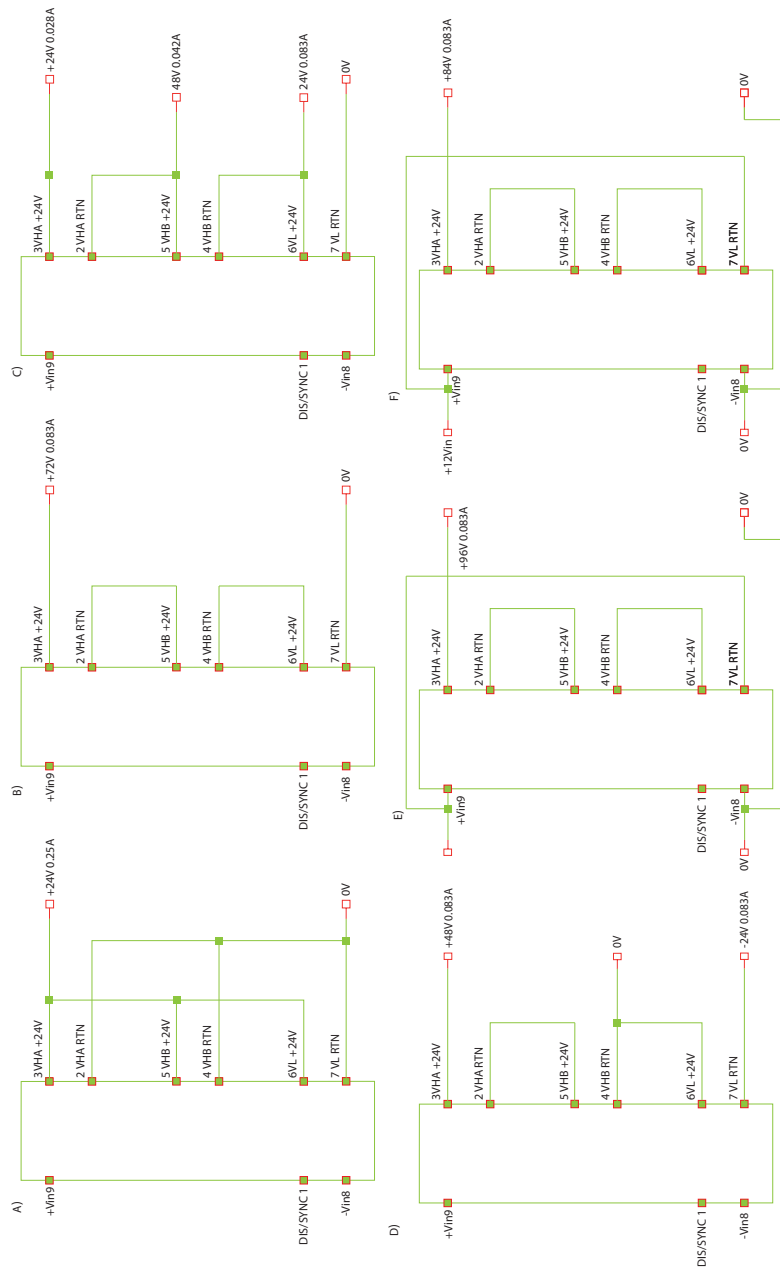 A)
+Vin9
DIS/SYNC 1
-Vin8
3VHA +24V
2 VHA RTN
5 VHB +24V
4 VHB RTN
6VL +24V
7 VL RTN
+24V 0.25A
0V
B)
+Vin9
DIS/SYNC 1
-Vin8
3VHA +24V
2 VHA RTN
5 VHB +24V
4 VHB RTN
6VL +24V
7 VL RTN
+72V 0.083A
0V
C)
+Vin9
DIS/SYNC 1
-Vin8
3VHA +24V
2 VHA RTN
5 VHB +24V
4 VHB RTN
6VL +24V
7 VL RTN
+24V 0.028A
48V 0.042A
24V 0.083A
0V
D)
+Vin9
DIS/SYNC 1
-Vin8
3VHA +24V
2 VHA RTN
5 VHB +24V
4 VHB RTN
6VL +24V
7 VL RTN
+48V 0.083A
0V
-24V 0.083A
E)
+Vin9
DIS/SYNC 1
-Vin8
0V
3VHA +24V
2 VHA RTN
5 VHB +24V
4 VHB RTN
6VL +24V
7 VL RTN
+96V 0.083A
0V
F)
+12Vin
+Vin9
DIS/SYNC 1
-Vin8
0V
3VHA +24V
2 VHA RTN
5 VHB +24V
4 VHB RTN
6VL +24V
7 VL RTN
+84V 0.083A
0V